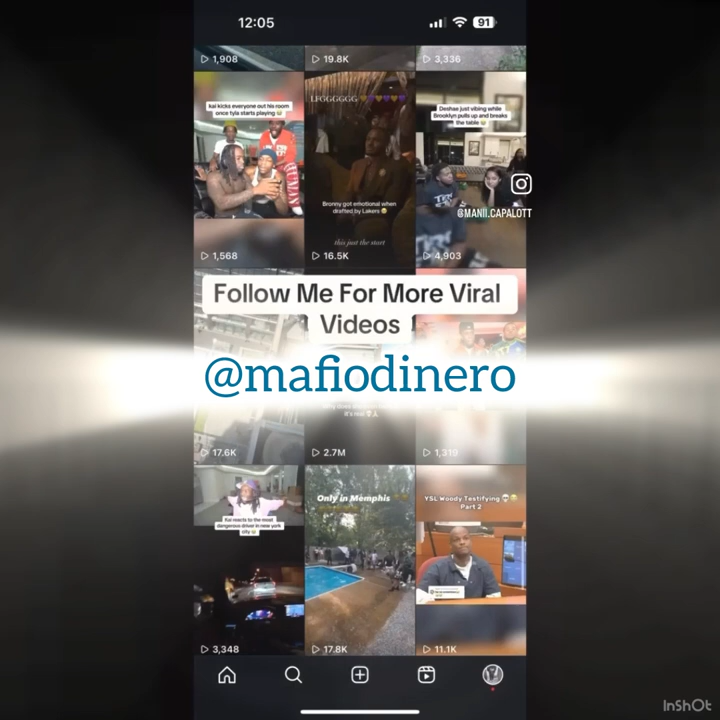 12:05
91
1,908
19.8K
3,336
kai kicks everyone out his room
once tyla starts playing
LFGGGGGG
Deshae just vibing while
Brooklyn pulls up and breaks
the table
Bronny got emotional when
drafted by Lakers
this just the start
@MANII.CAPALOTT
1,568
16.5K
4,903
Follow Me For More Viral
Videos
@mafiodinero
it's real
17.6K
2.7M
1,319
Kai reacts to the most
dangerous driver in new york
city
Only in Memphis
YSL Woody Testifying
Part 2
3,348
17.8K
11.1K
InShOt